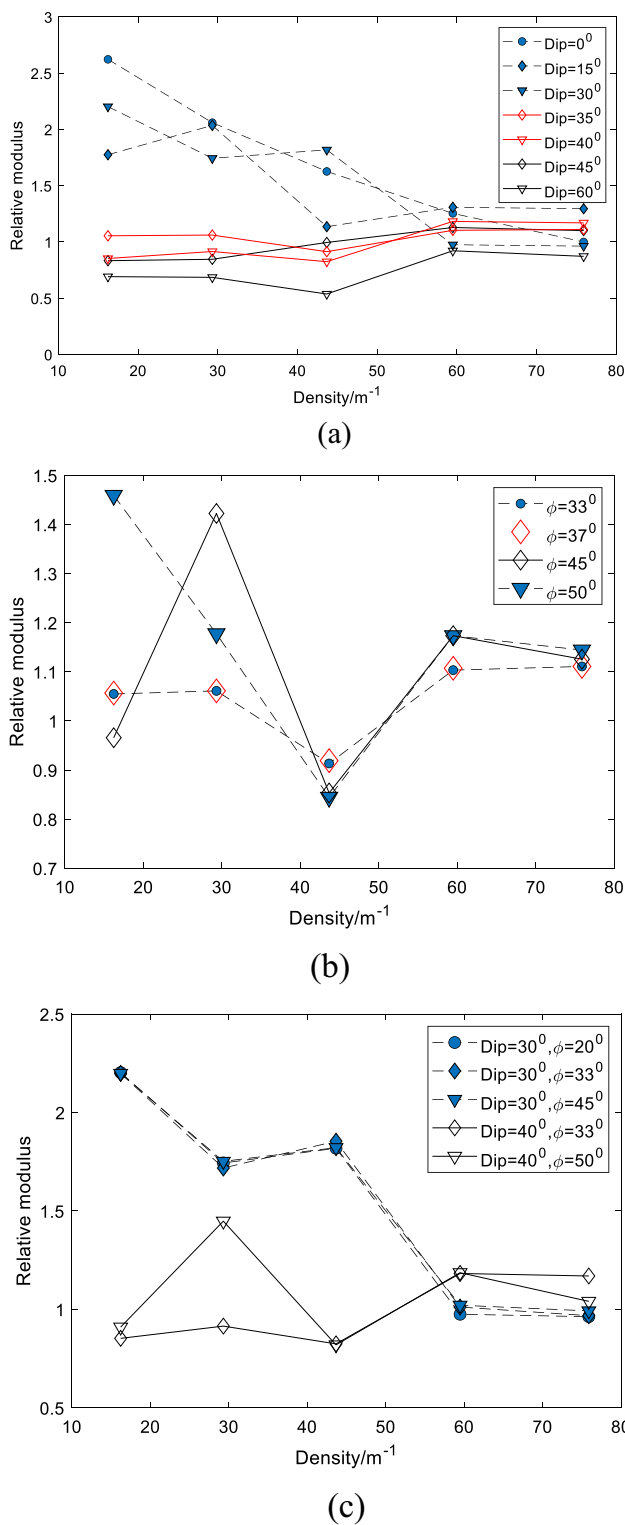 3
2.5
2
1.5
1
0.5
0
Relative modulus
10 20 30 40 50 60 70 80
Density/m⁻¹
Dip=0⁰
Dip=15⁰
Dip=30⁰
Dip=35⁰
Dip=40⁰
Dip=45⁰
Dip=60⁰
(a)
1.5
1.4
1.3
1.2
1.1
1
0.9
0.8
0.7
Relative modulus
10 20 30 40 50 60 70 80
Density/m⁻¹
ϕ=33⁰
ϕ=37⁰
ϕ=45⁰
ϕ=50⁰
(b)
2.5
2
1.5
1
0.5
Relative modulus
10 20 30 40 50 60 70 80
Density/m⁻¹
Dip=30⁰,ϕ=20⁰
Dip=30⁰,ϕ=33⁰
Dip=30⁰,ϕ=45⁰
Dip=40⁰,ϕ=33⁰
Dip=40⁰,ϕ=50⁰
(c)